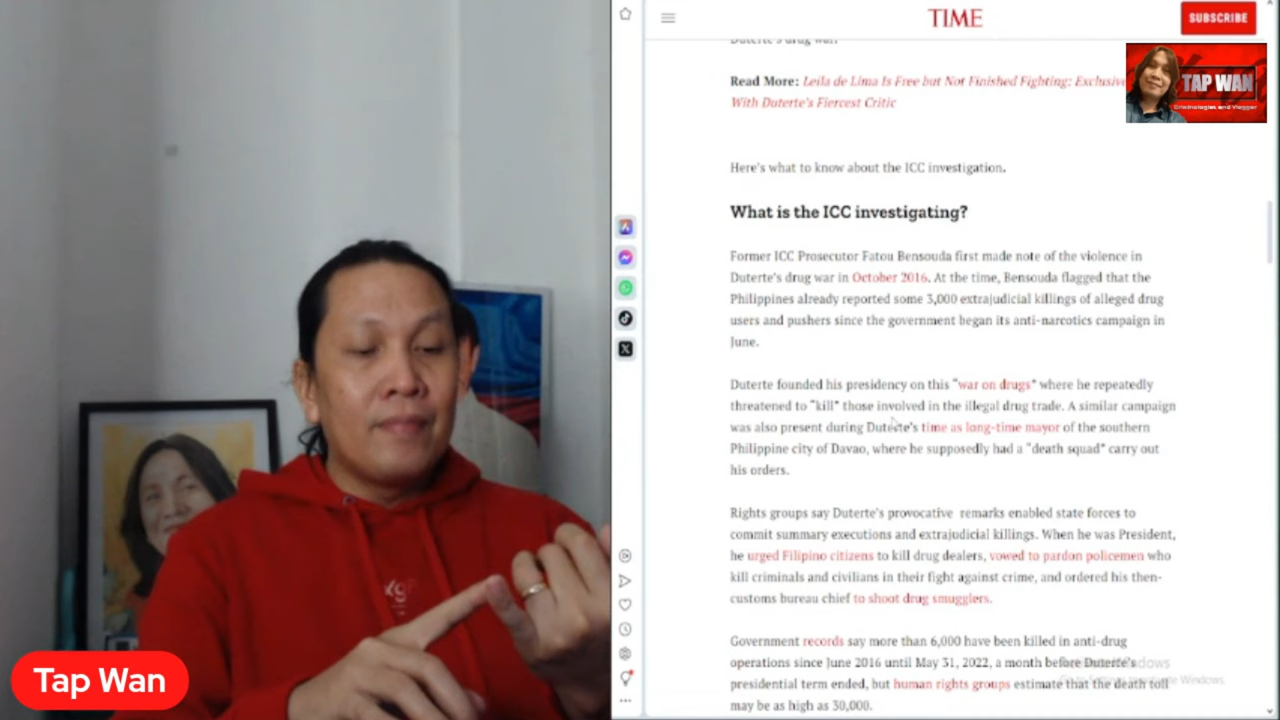 TIME
SUBSCRIBE
Duterte's drug war.
Read More: Leila de Lima Is Free but Not Finished Fighting: Exclusive
With Duterte's Fiercest Critic
TAP WAN
Criminologist and Vlogger
Here's what to know about the ICC investigation.
What is the ICC investigating?
Former ICC Prosecutor Fatou Bensouda first made note of the violence in
Duterte's drug war in October 2016. At the time, Bensouda flagged that the
Philippines already reported some 3,000 extrajudicial killings of alleged drug
users and pushers since the government began its anti-narcotics campaign in
June.
Duterte founded his presidency on this "war on drugs" where he repeatedly
threatened to "kill" those involved in the illegal drug trade. A similar campaign
was also present during Duterte's time as long-time mayor of the southern
Philippine city of Davao, where he supposedly had a "death squad" carry out
his orders.
Rights groups say Duterte's provocative remarks enabled state forces to
commit summary executions and extrajudicial killings. When he was President,
he urged Filipino citizens to kill drug dealers, vowed to pardon policemen who
kill criminals and civilians in their fight against crime, and ordered his then-
customs bureau chief to shoot drug smugglers.
Government records say more than 6,000 have been killed in anti-drug
operations since June 2016 until May 31, 2022, a month before Duterte's
presidential term ended, but human rights groups estimate that the death toll
may be as high as 30,000.
Tap Wan